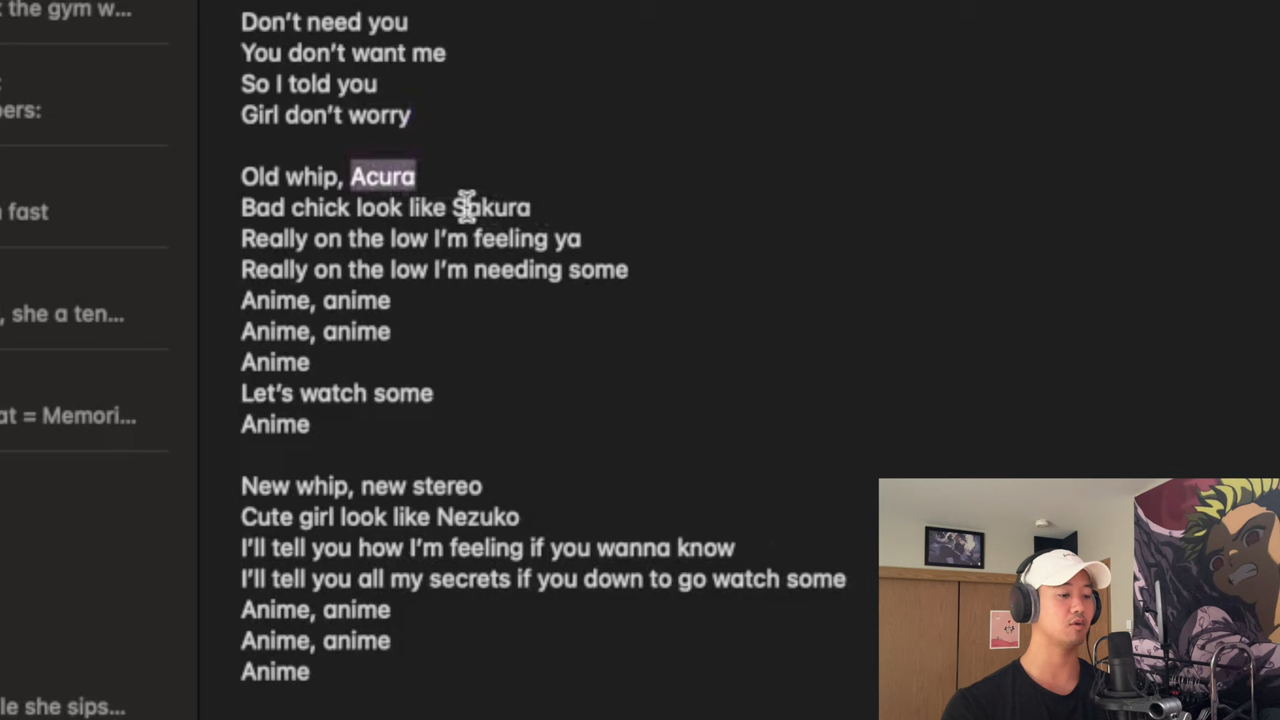 t the gym w...
ers:
fast
, she a ten...
at = Memori...
le she sips...
Don't need you
You don't want me
So I told you
Girl don't worry
Old whip, Acura
Bad chick look like Sakura
Really on the low I'm feeling ya
Really on the low I'm needing some
Anime, anime
Anime, anime
Anime
Let's watch some
Anime
New whip, new stereo
Cute girl look like Nezuko
I'll tell you how I'm feeling if you wanna know
I'll tell you all my secrets if you down to go watch some
Anime, anime
Anime, anime
Anime